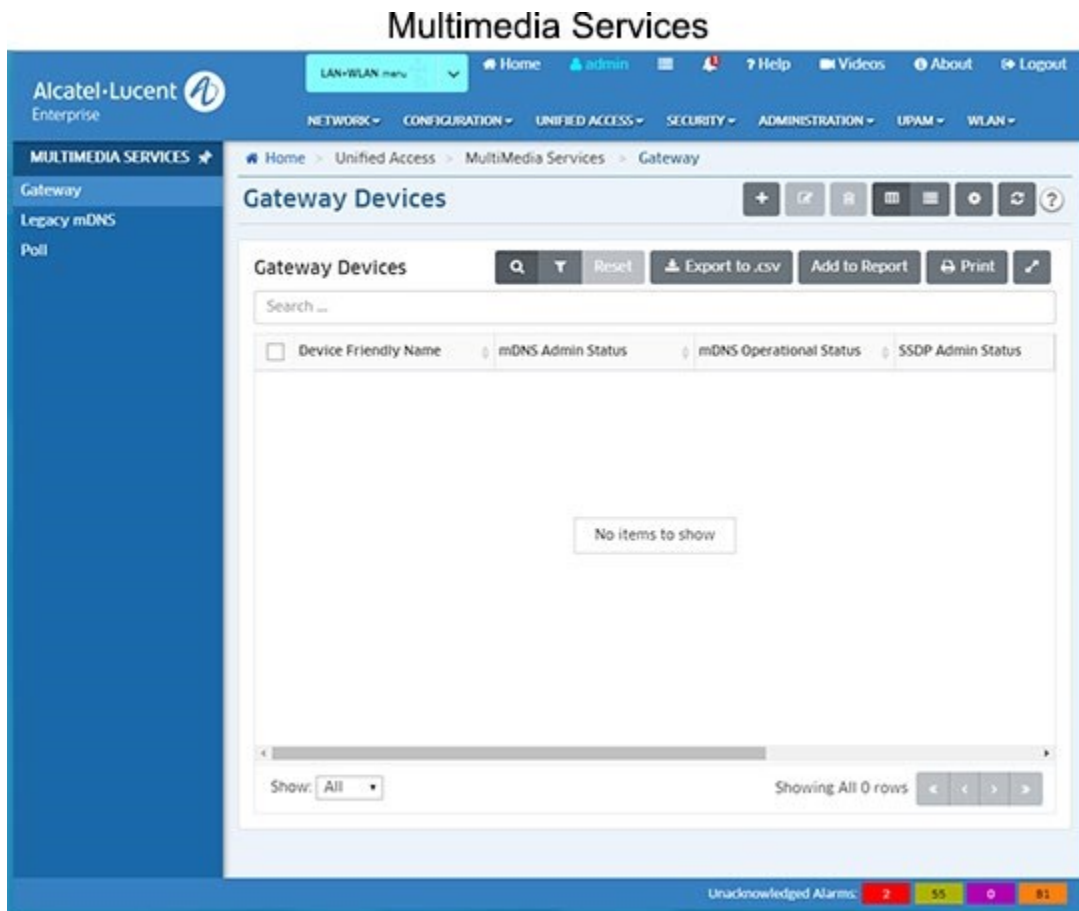 Multimedia Services
Alcatel·Lucent
Enterprise
LAN+WLAN menu
Home admin ? Help Videos About Logout
NETWORK CONFIGURATION UNIFIED ACCESS SECURITY ADMINISTRATION UPAM WLAN
MULTIMEDIA SERVICES
Gateway
Legacy mDNS
Poll
Home > Unified Access > MultiMedia Services > Gateway
Gateway Devices
?
Gateway Devices
Reset Export to .csv Add to Report Print
Search ...
Device Friendly Name mDNS Admin Status mDNS Operational Status SSDP Admin Status
No items to show
Show: All Showing All 0 rows
Unacknowledged Alarms: 2 55 0 81